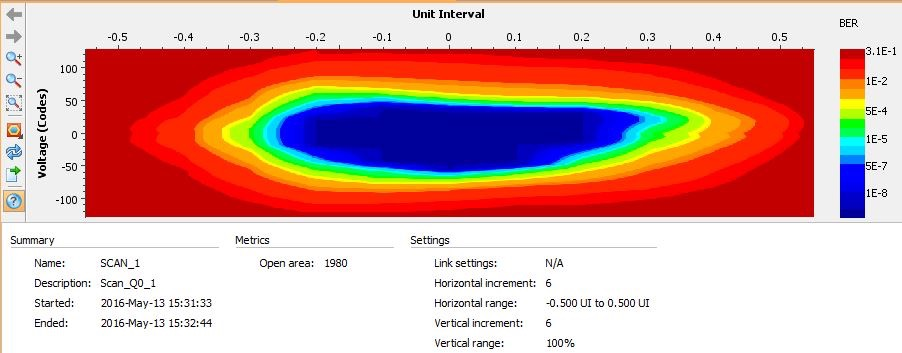 Unit Interval
BER
-0.5 -0.4 -0.3 -0.2 -0.1 0 0.1 0.2 0.3 0.4 0.5
3.1E-1
100
1E-2
50
5E-4
Voltage (Codes)
0
1E-5
-50
5E-7
1E-8
-100
Summary Metrics Settings
Name: SCAN_1 Open area: 1980 Link settings: N/A
Description: Scan_Q0_1 Horizontal increment: 6
Started: 2016-May-13 15:31:33 Horizontal range: -0.500 UI to 0.500 UI
Ended: 2016-May-13 15:32:44 Vertical increment: 6
Vertical range: 100%